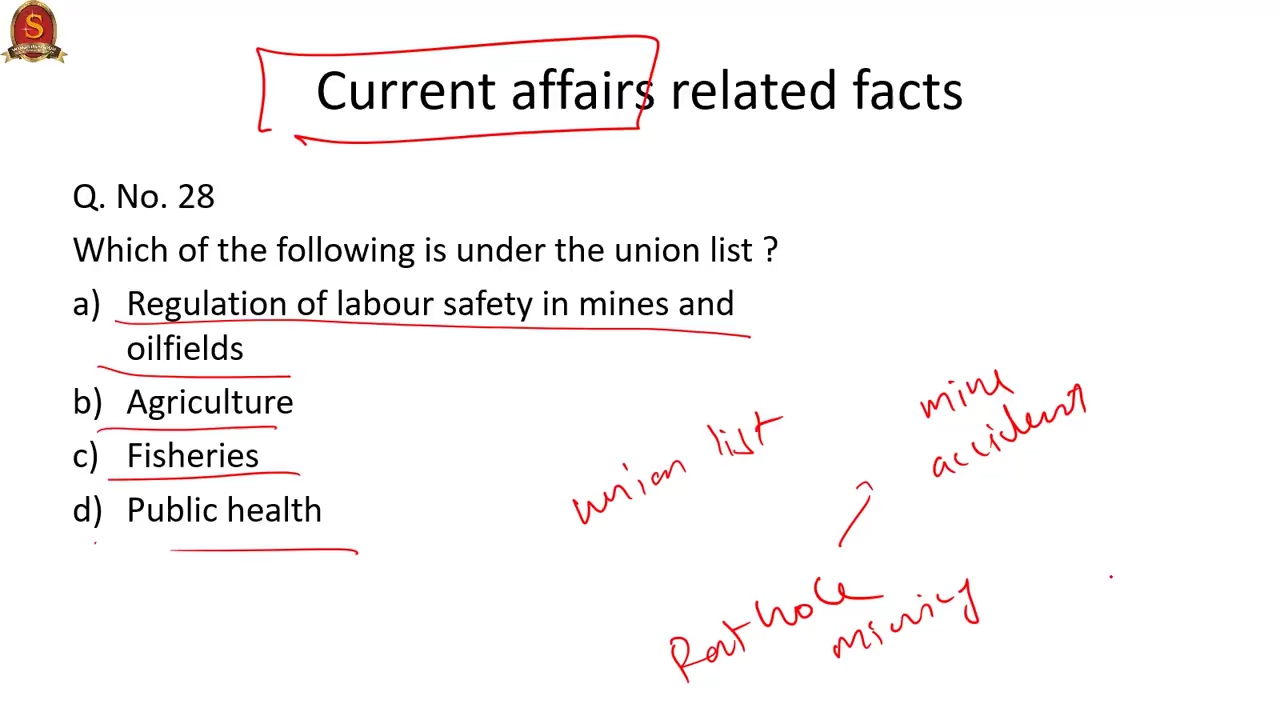 S
Current affairs related facts
Q. No. 28
Which of the following is under the union list ?
a) Regulation of labour safety in mines and
oilfields
b) Agriculture
c) Fisheries
d) Public health
union list
mine
accident
Rat hole
mining